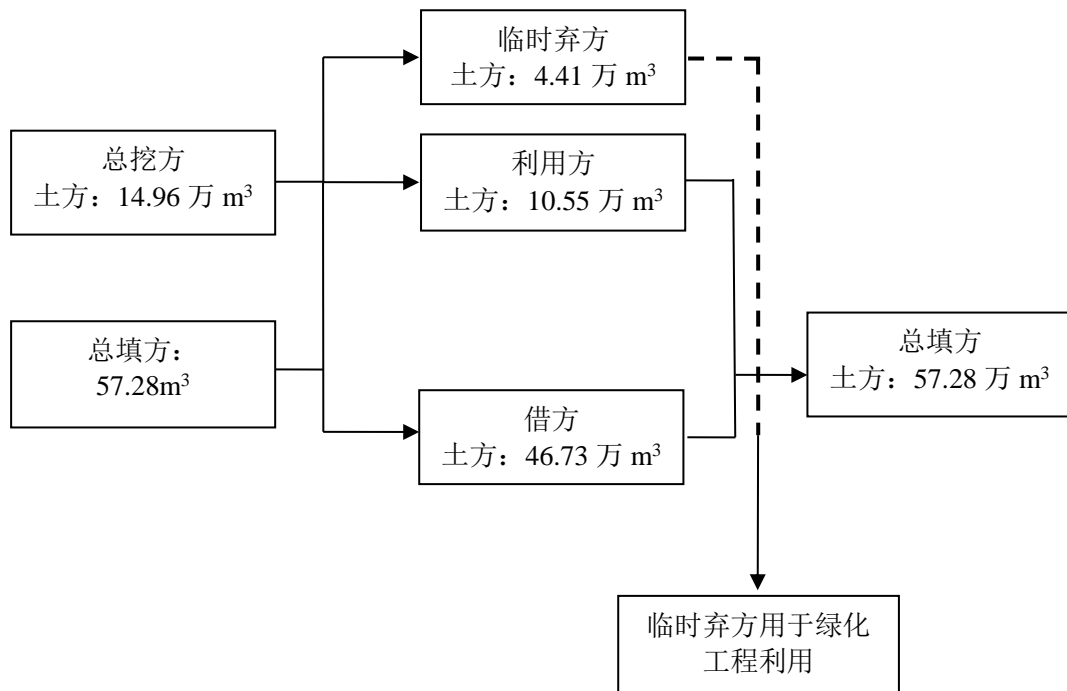 临时弃方
土方：4.41 万 m³
总挖方
土方：14.96 万 m³
利用方
土方：10.55 万 m³
总填方：
57.28m³
借方
土方：46.73 万 m³
总填方
土方：57.28 万 m³
临时弃方用于绿化
工程利用